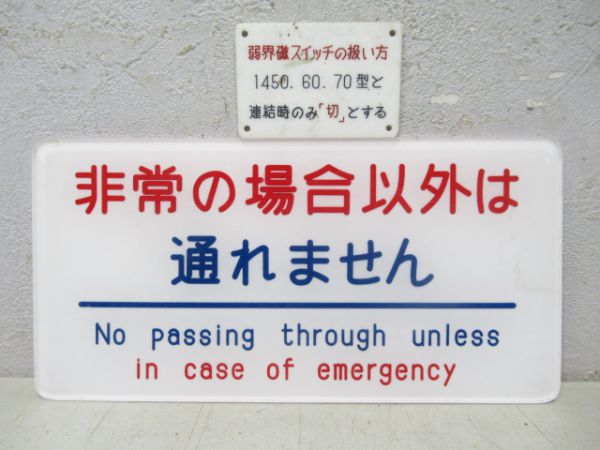 弱界磁スイッチの扱い方
1450.60.70型と
連結時のみ「切」とする
非常の場合以外は
通れません
No passing through unless
in case of emergency